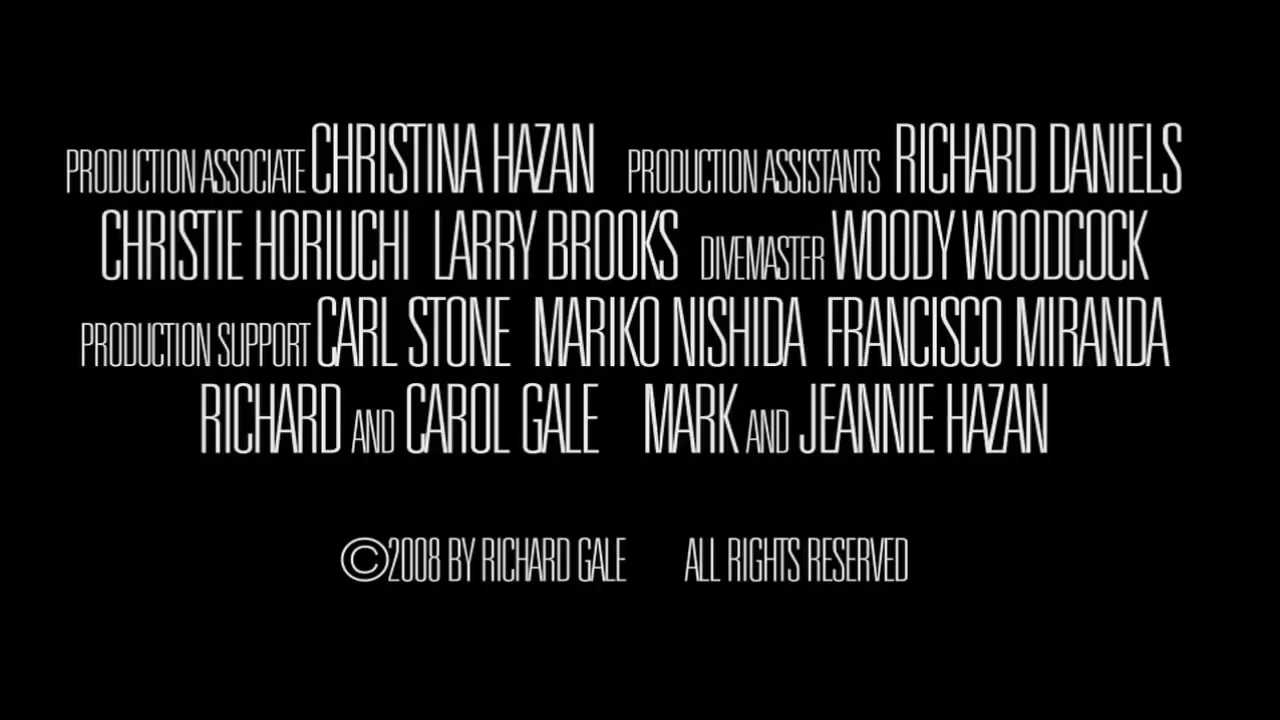 PRODUCTION ASSOCIATE CHRISTINA HAZAN PRODUCTION ASSISTANTS RICHARD DANIELS
CHRISTIE HORIUCHI LARRY BROOKS DIVEMASTER WOODY WOODCOCK
PRODUCTION SUPPORT CARL STONE MARIKO NISHIDA FRANCISCO MIRANDA
RICHARD AND CAROL GALE MARK AND JEANNIE HAZAN
©2008 BY RICHARD GALE ALL RIGHTS RESERVED